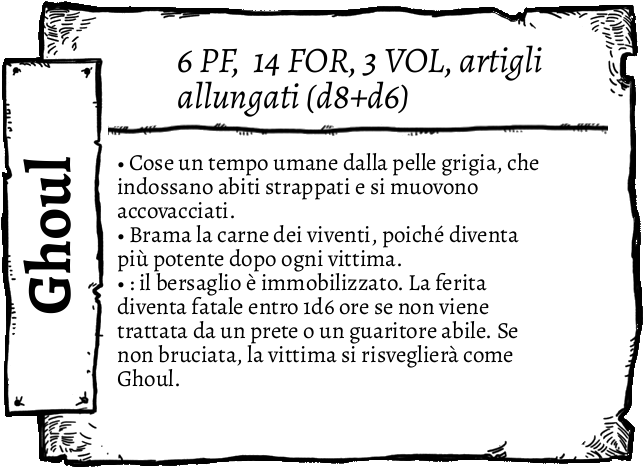 Ghoul
6 PF, 14 FOR, 3 VOL, artigli
allungati (d8+d6)
• Cose un tempo umane dalla pelle grigia, che
indossano abiti strappati e si muovono
accovacciati.
• Brama la carne dei viventi, poiché diventa
più potente dopo ogni vittima.
• : il bersaglio è immobilizzato. La ferita
diventa fatale entro 1d6 ore se non viene
trattata da un prete o un guaritore abile. Se
non bruciata, la vittima si risveglierà come
Ghoul.